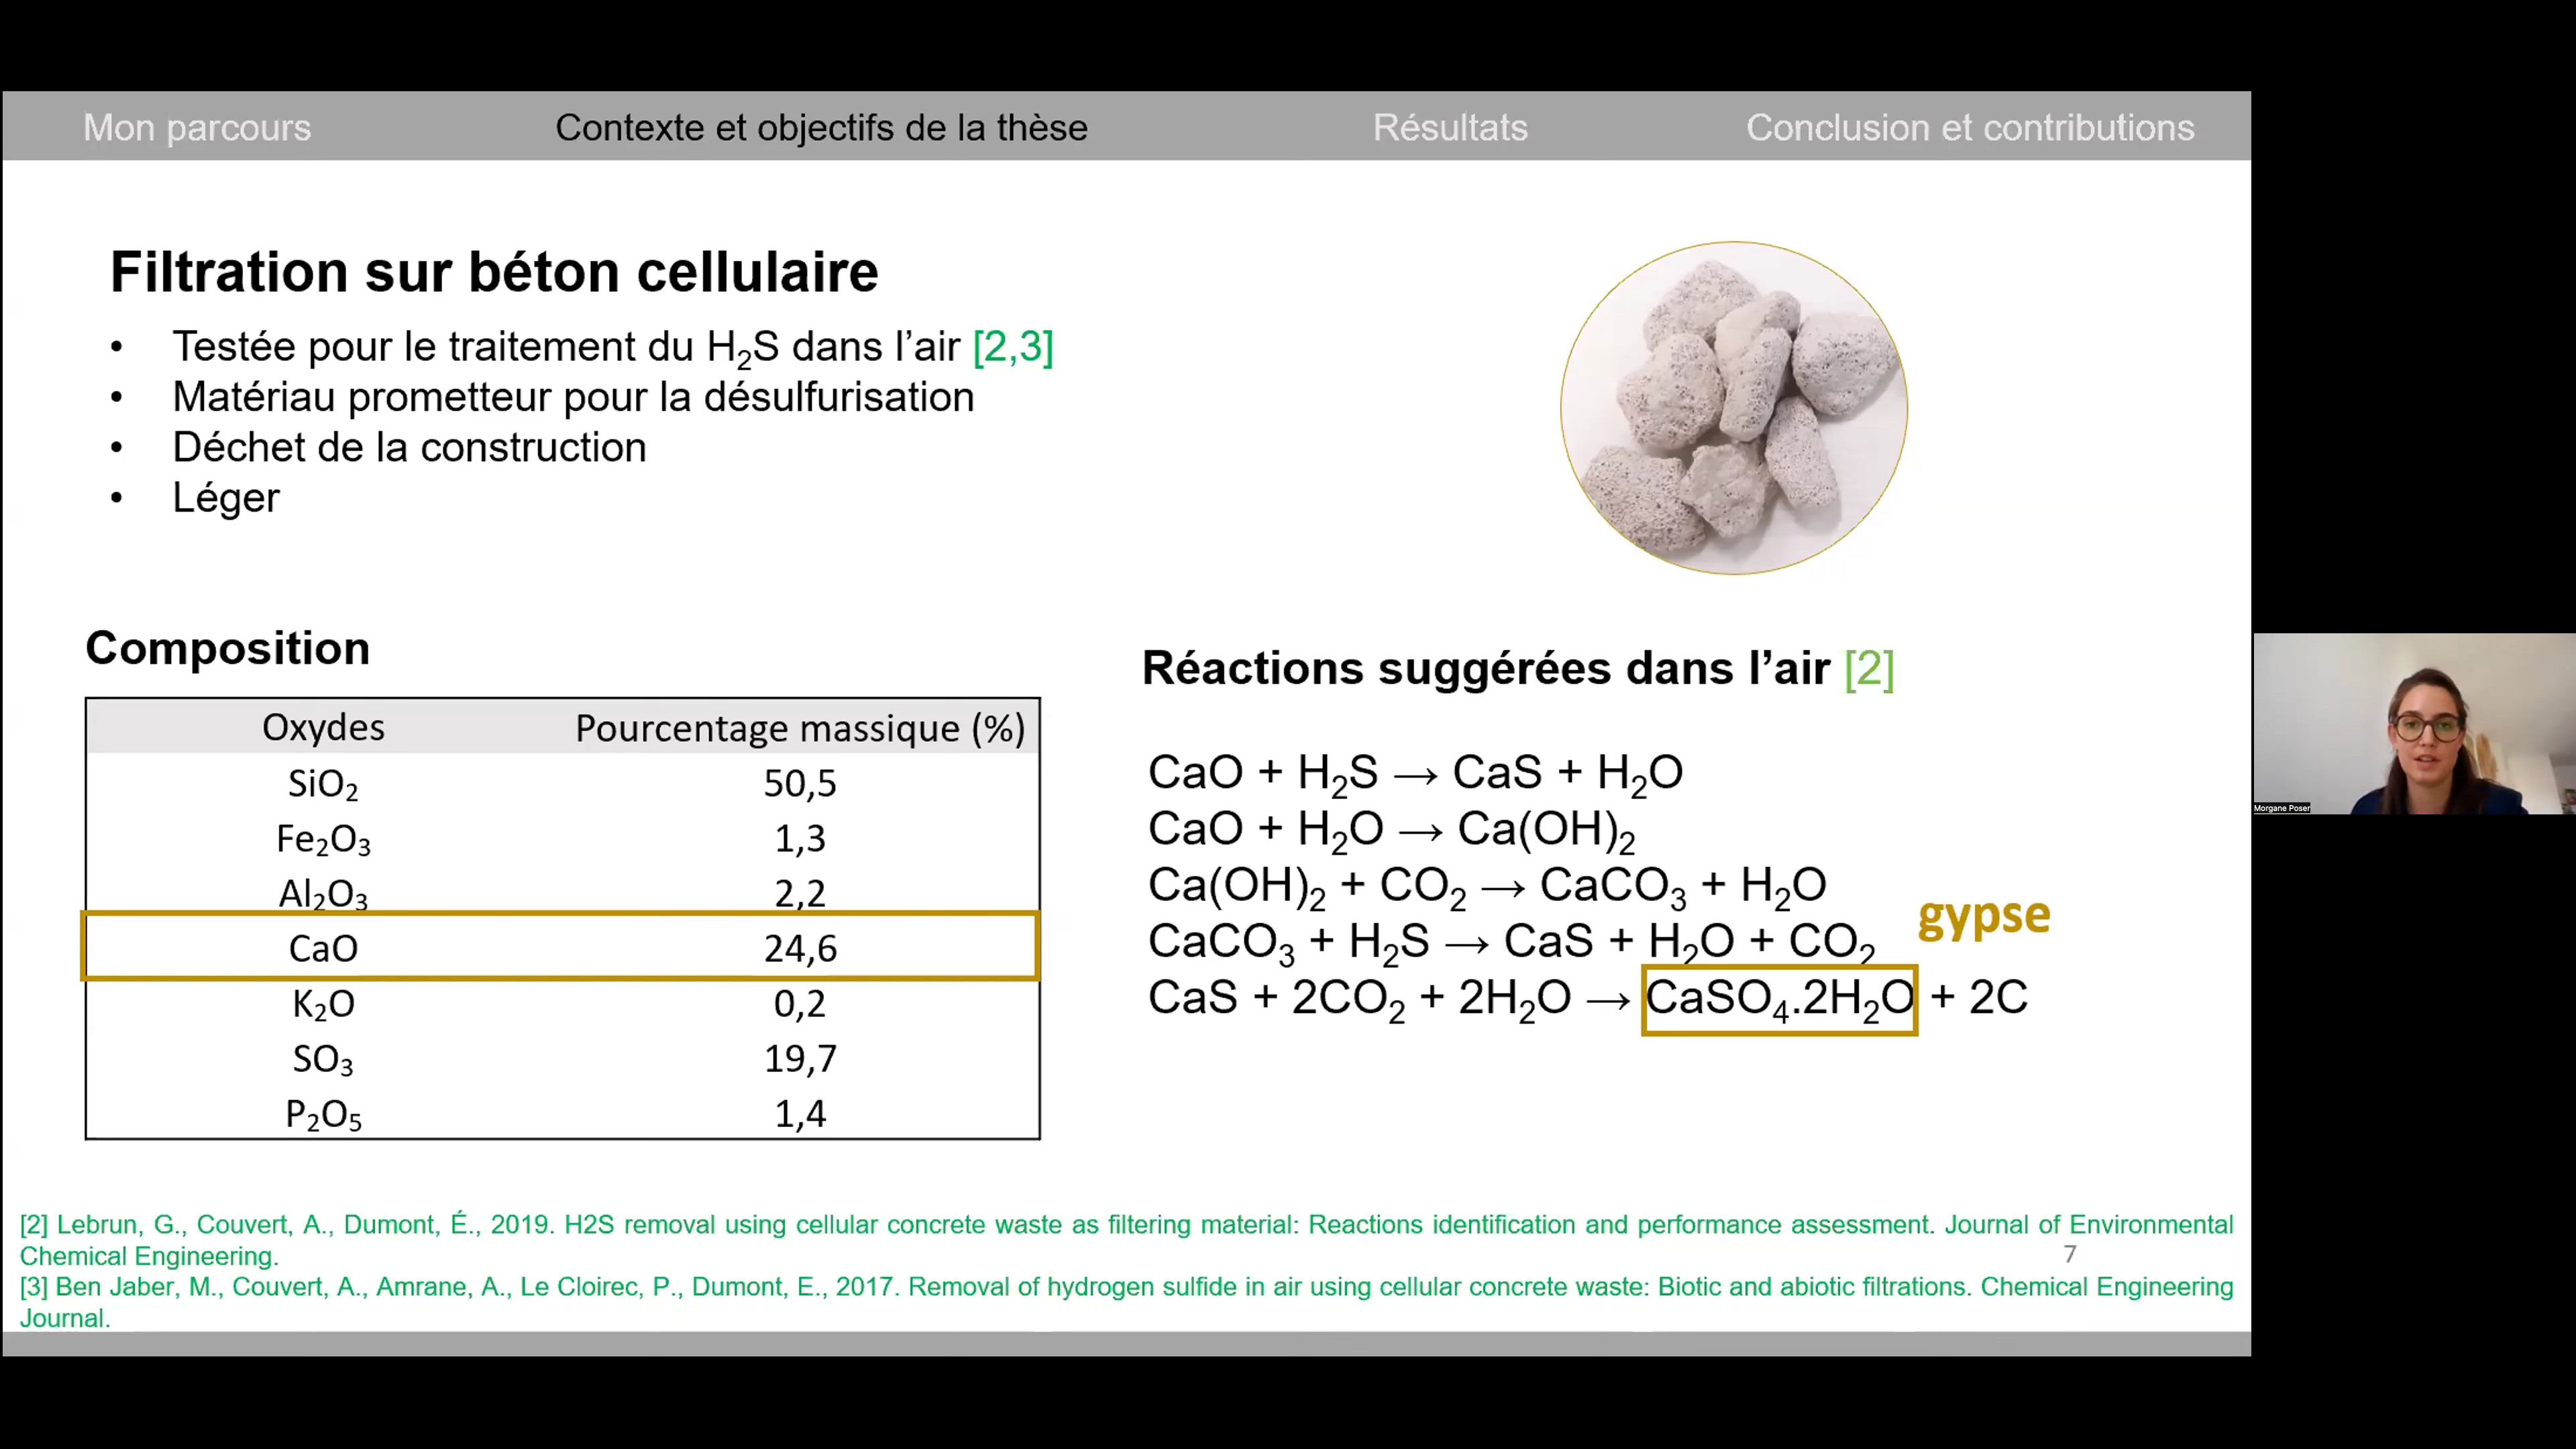 Mon parcours Contexte et objectifs de la thèse Résultats Conclusion et contributions
Filtration sur béton cellulaire
• Testée pour le traitement du H₂S dans l’air [2,3]
• Matériau prometteur pour la désulfurisation
• Déchet de la construction
• Léger
Composition
Oxydes Pourcentage massique (%)
SiO₂ 50,5
Fe₂O₃ 1,3
Al₂O₃ 2,2
CaO 24,6
K₂O 0,2
SO₃ 19,7
P₂O₅ 1,4
Réactions suggérées dans l’air [2]
CaO + H₂S → CaS + H₂O
CaO + H₂O → Ca(OH)₂
Ca(OH)₂ + CO₂ → CaCO₃ + H₂O
gypse
CaCO₃ + H₂S → CaS + H₂O + CO₂
CaS + 2CO₂ + 2H₂O → CaSO₄.2H₂O + 2C
Morgane Poser
[2] Lebrun, G., Couvert, A., Dumont, É., 2019. H2S removal using cellular concrete waste as filtering material: Reactions identification and performance assessment. Journal of Environmental
Chemical Engineering.
7
[3] Ben Jaber, M., Couvert, A., Amrane, A., Le Cloirec, P., Dumont, E., 2017. Removal of hydrogen sulfide in air using cellular concrete waste: Biotic and abiotic filtrations. Chemical Engineering
Journal.